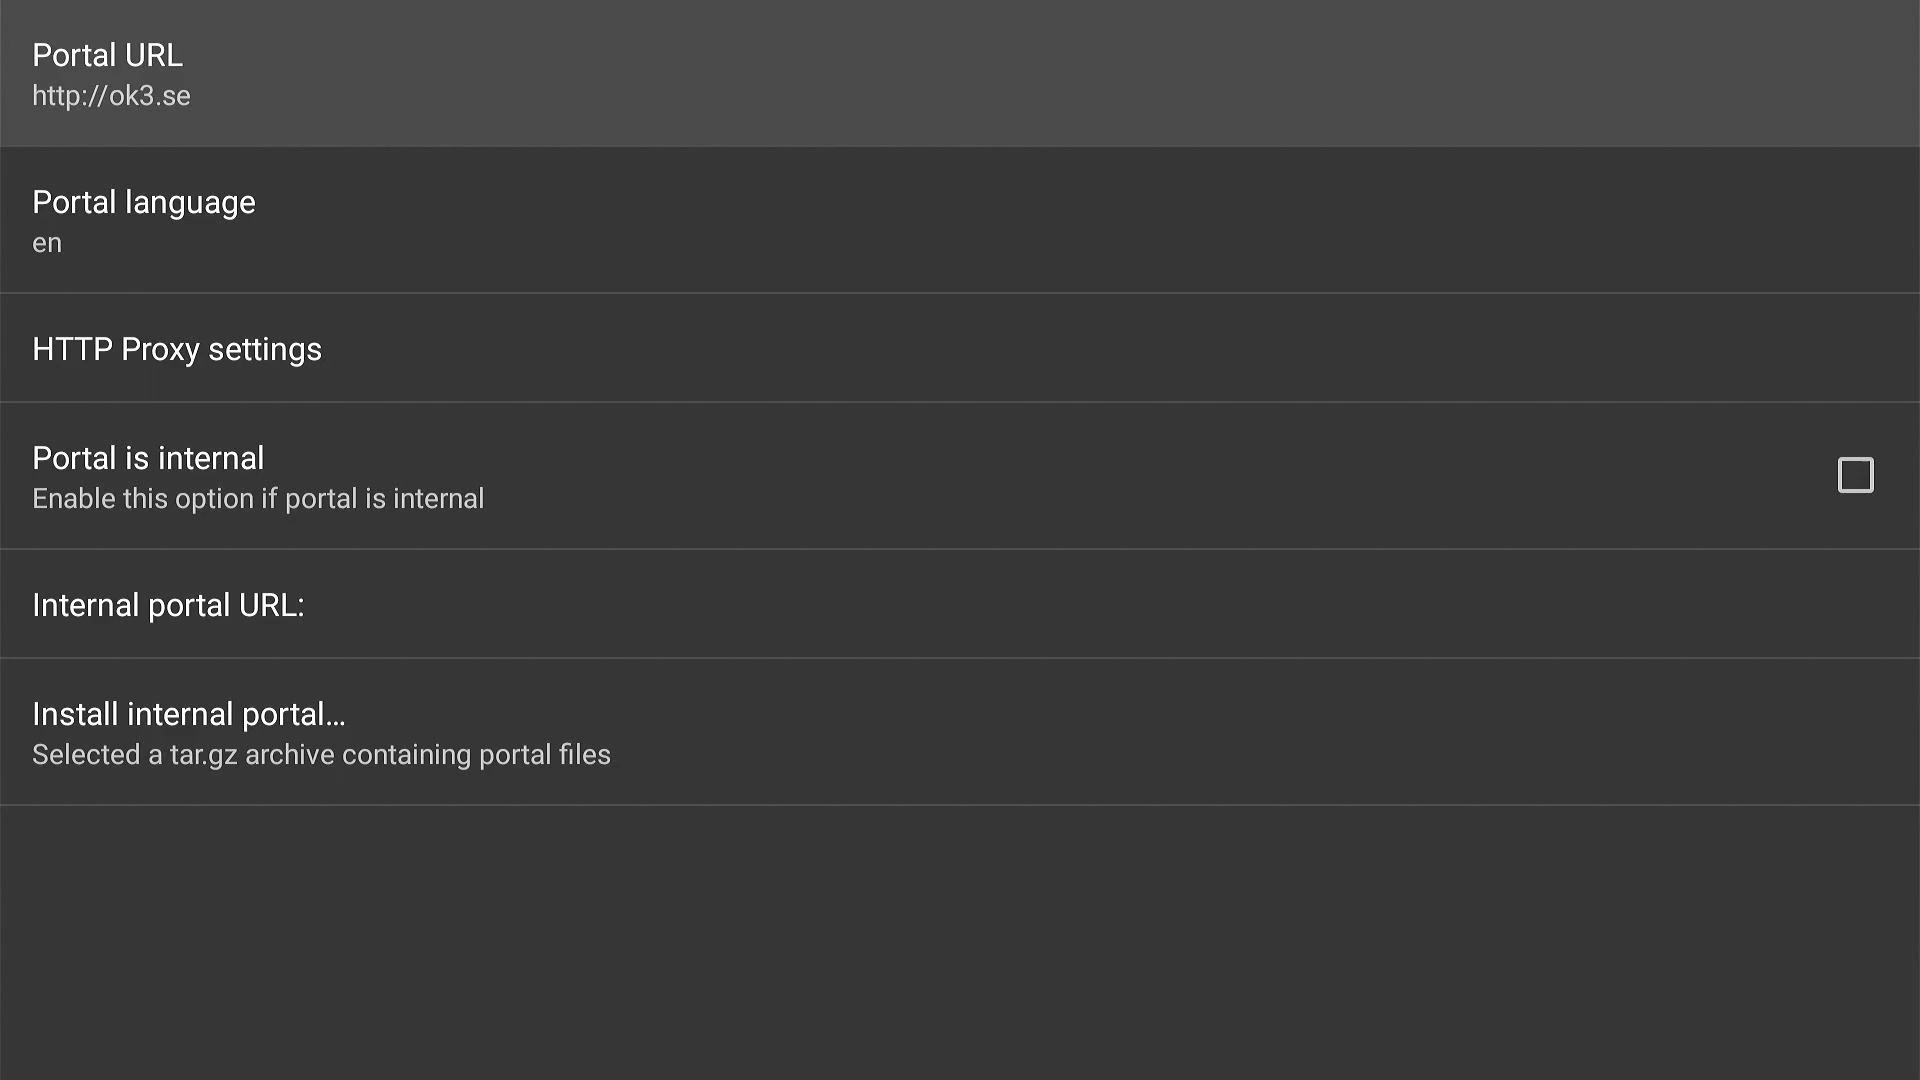 Portal URL
http://ok3.se
Portal language
en
HTTP Proxy settings
Portal is internal
Enable this option if portal is internal
Internal portal URL:
Install internal portal…
Selected a tar.gz archive containing portal files